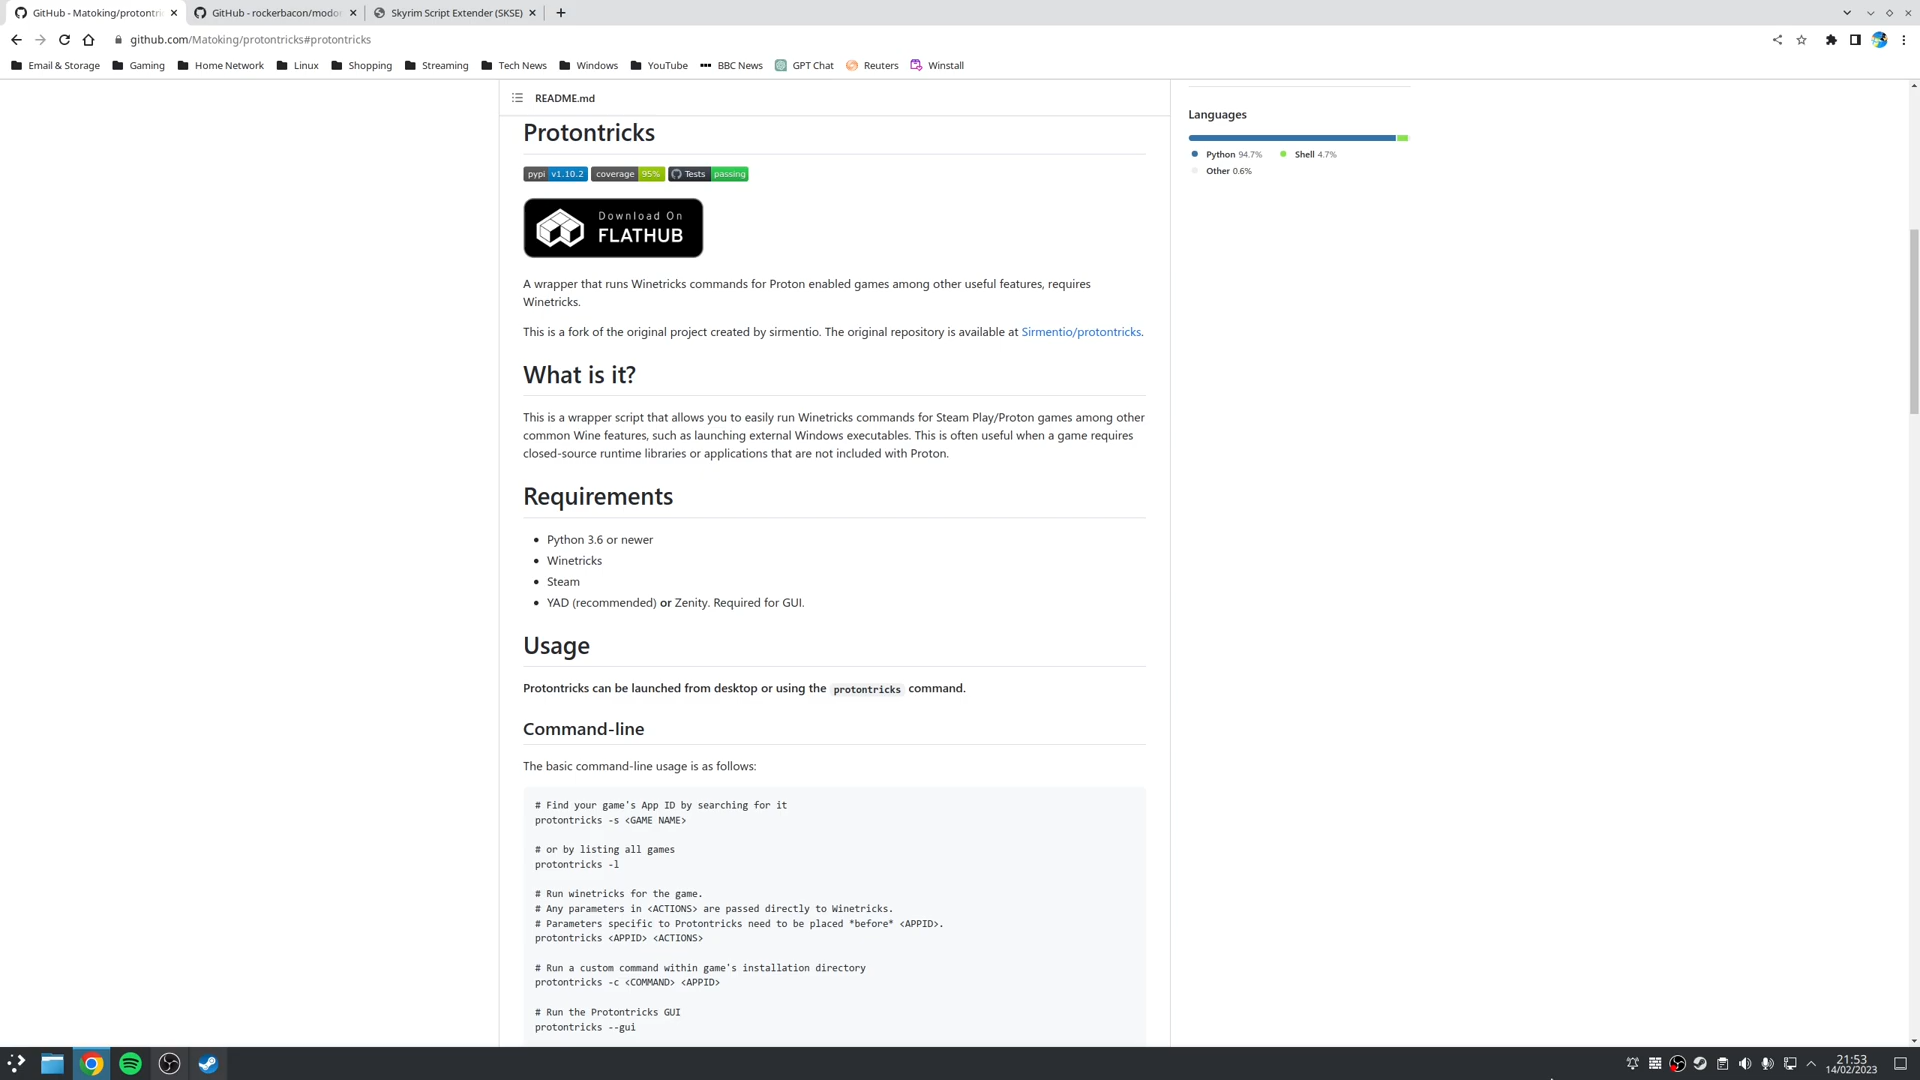 GitHub - Matoking/protontri
GitHub - rockerbacon/modo
Skyrim Script Extender (SKSE)
github.com/Matoking/protontricks#protontricks
Email & Storage
Gaming
Home Network
Linux
Shopping
Streaming
Tech News
Windows
YouTube
BBC News
GPT Chat
Reuters
Winstall
README.md
Protontricks
pypi v1.10.2 coverage 95% Tests passing
Download On
FLATHUB
A wrapper that runs Winetricks commands for Proton enabled games among other useful features, requires
Winetricks.
This is a fork of the original project created by sirmentio. The original repository is available at Sirmentio/protontricks.
What is it?
This is a wrapper script that allows you to easily run Winetricks commands for Steam Play/Proton games among other
common Wine features, such as launching external Windows executables. This is often useful when a game requires
closed-source runtime libraries or applications that are not included with Proton.
Requirements
Python 3.6 or newer
Winetricks
Steam
YAD (recommended) or Zenity. Required for GUI.
Usage
Protontricks can be launched from desktop or using the protontricks command.
Command-line
The basic command-line usage is as follows:
# Find your game's App ID by searching for it
protontricks -s <GAME NAME>
# or by listing all games
protontricks -l
# Run winetricks for the game.
# Any parameters in <ACTIONS> are passed directly to Winetricks.
# Parameters specific to Protontricks need to be placed *before* <APPID>.
protontricks <APPID> <ACTIONS>
# Run a custom command within game's installation directory
protontricks -c <COMMAND> <APPID>
# Run the Protontricks GUI
protontricks --gui
Languages
Python 94.7%
Shell 4.7%
Other 0.6%
21:53
14/02/2023